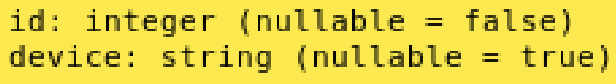 id: integer (nullable = false)
device: string (nullable = true)